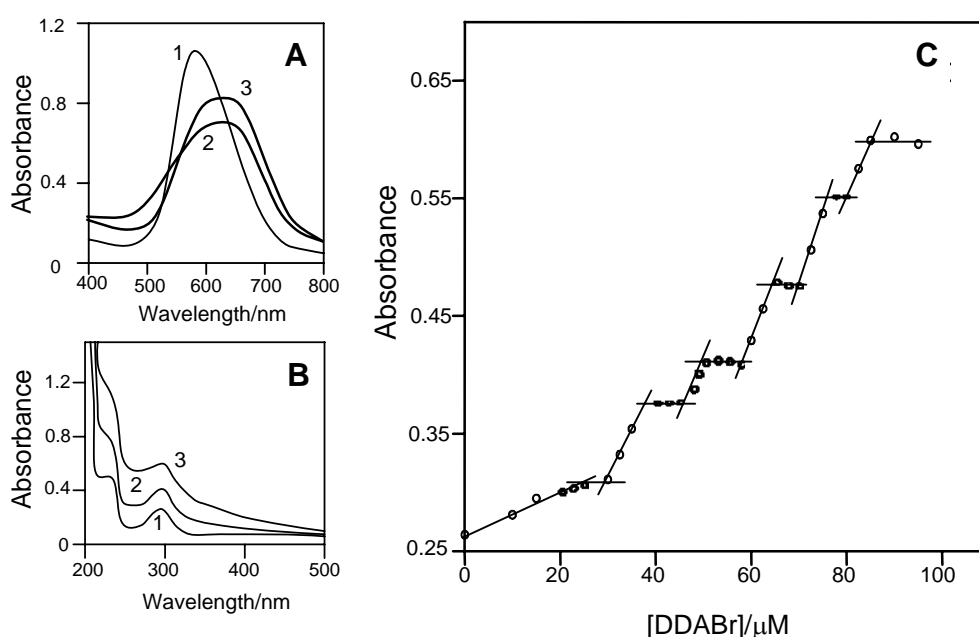 A
1.2
0.8
0.4
0
Absorbance
1
3
2
400 500 600 700 800
Wavelength/nm
B
1.2
0.8
0.4
0
Absorbance
3
2
1
200 300 400 500
Wavelength/nm
C
0.65
0.55
0.45
0.35
0.25
Absorbance
0 20 40 60 80 100
[DDABr]/μM